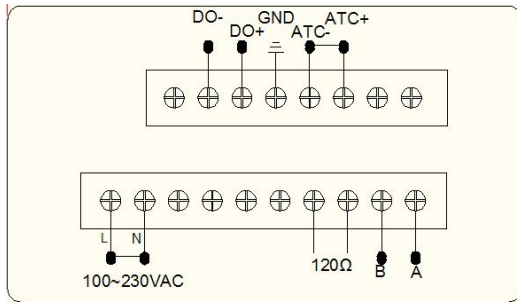 DO- DO+ GND ATC- ATC+
L N
100~230VAC 120Ω B A